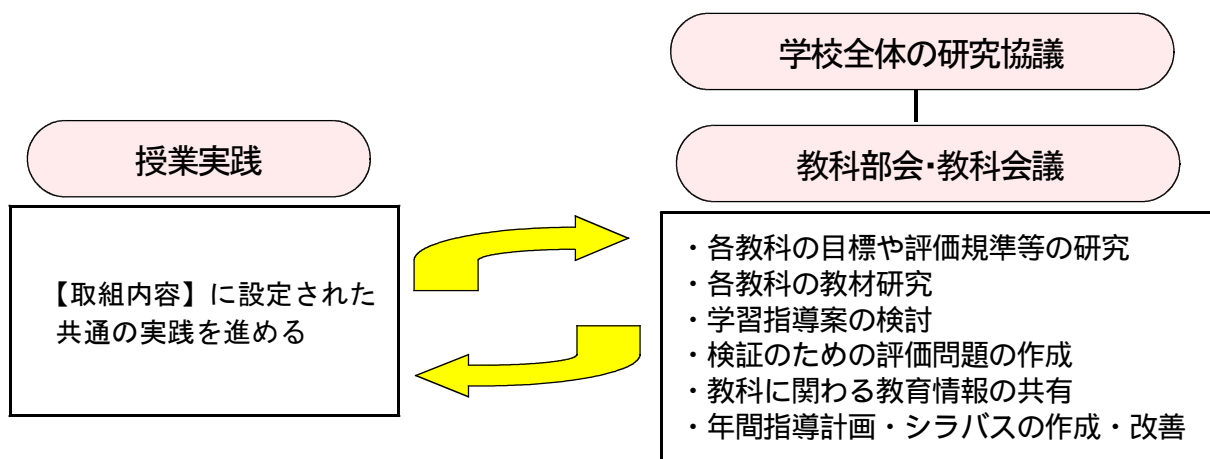 学校全体の研究協議
授業実践
教科部会・教科会議
【取組内容】に設定された
共通の実践を進める
・各教科の目標や評価規準等の研究
・各教科の教材研究
・学習指導案の検討
・検証のための評価問題の作成
・教科に関わる教育情報の共有
・年間指導計画・シラバスの作成・改善